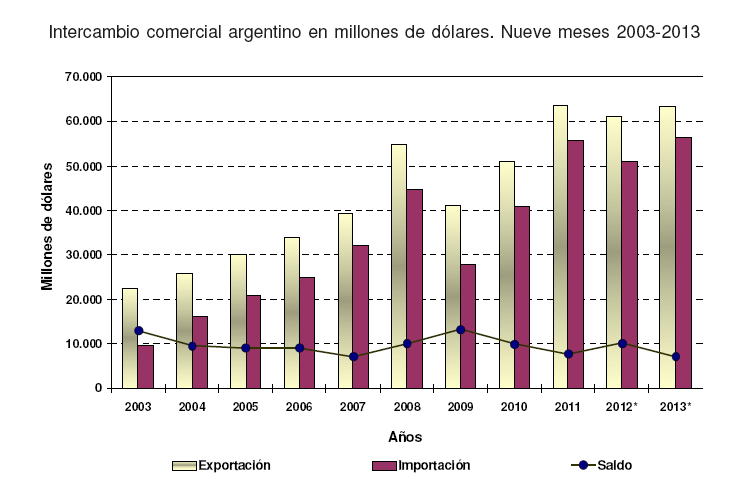 Intercambio comercial argentino en millones de dólares. Nueve meses 2003-2013
70.000
60.000
50.000
40.000
30.000
20.000
10.000
0
Millones de dólares
2003 2004 2005 2006 2007 2008 2009 2010 2011 2012* 2013*
Años
Exportación Importación Saldo